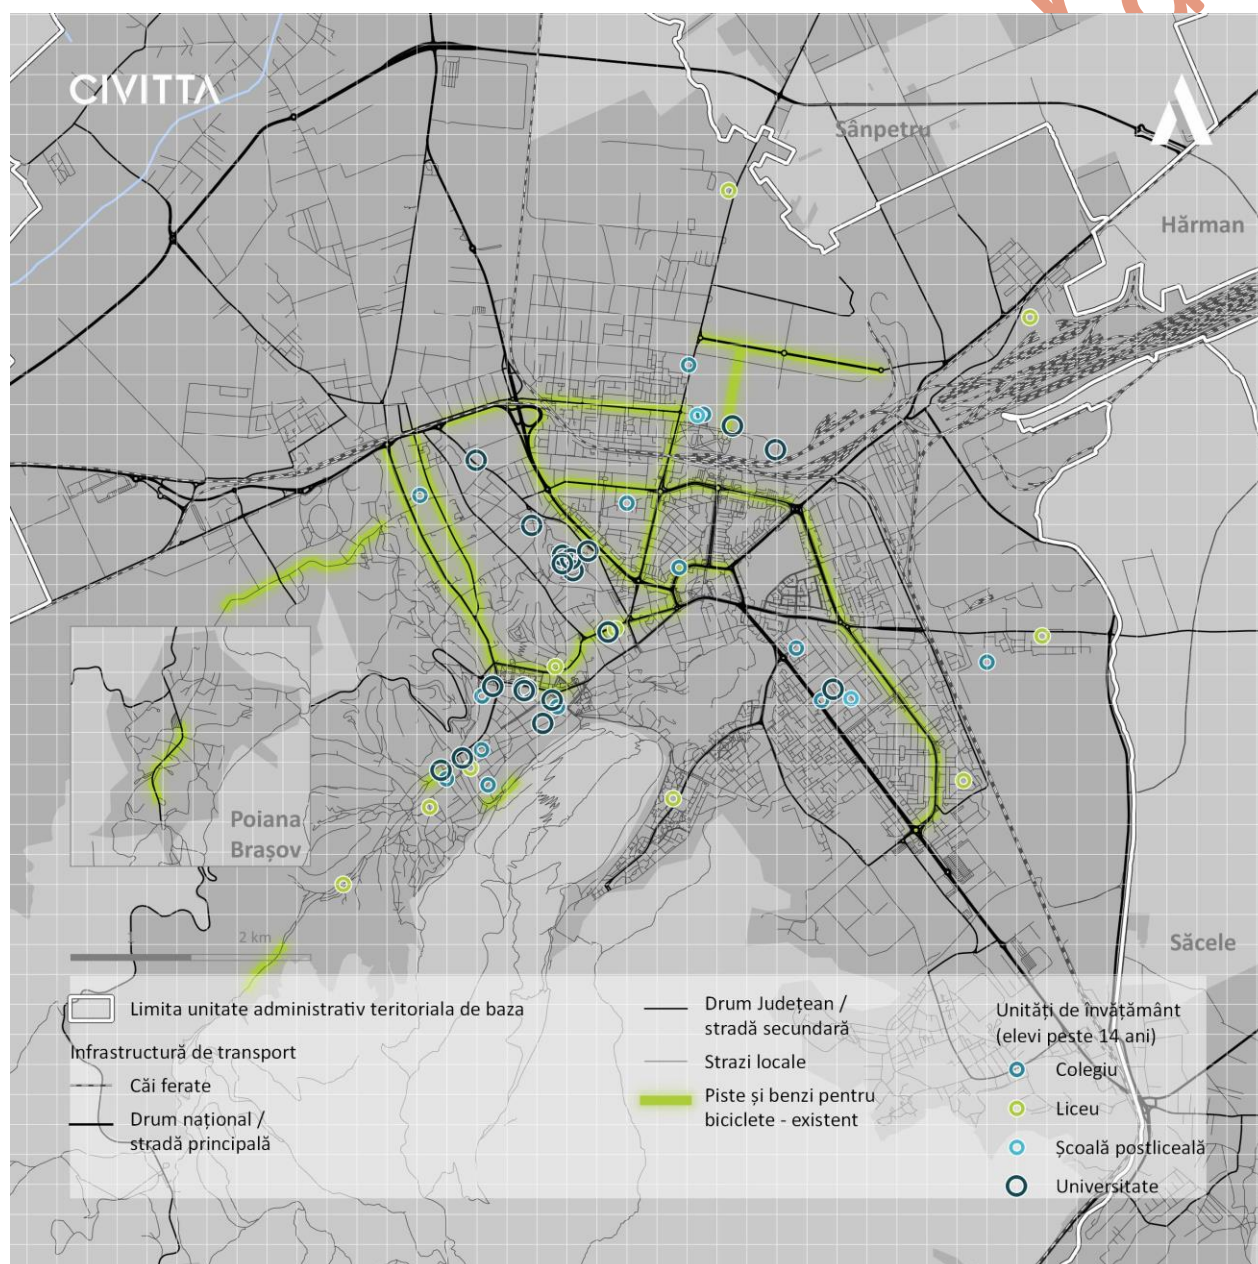 CIVITTA
Sânpetru
Hărman
Poiana
Brașov
2 km
Săcele
Limita unitate administrativ teritoriala de baza
Infrastructură de transport
Căi ferate
Drum național /
stradă principală
Drum Județean /
stradă secundară
Strazi locale
Piste și benzi pentru
biciclete - existent
Unități de învățământ
(elevi peste 14 ani)
Colegiu
Liceu
Școală postliceală
Universitate